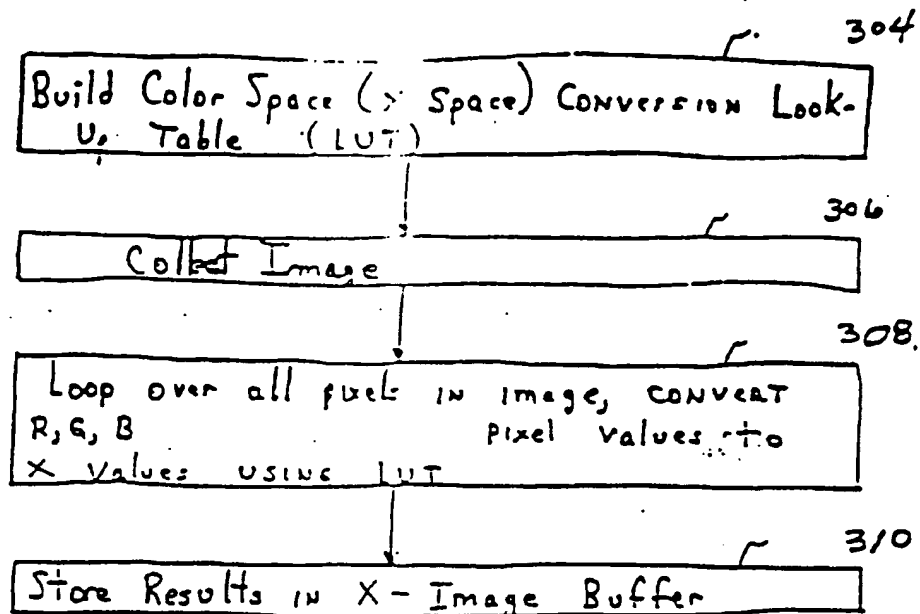 304
Build Color Space (X Space) Conversion Look-
Up Table (LUT)
306
Collect Image
308
Loop over all pixels in image, convert
R, G, B pixel values to
X values using LUT
310
Store Results in X-Image Buffer